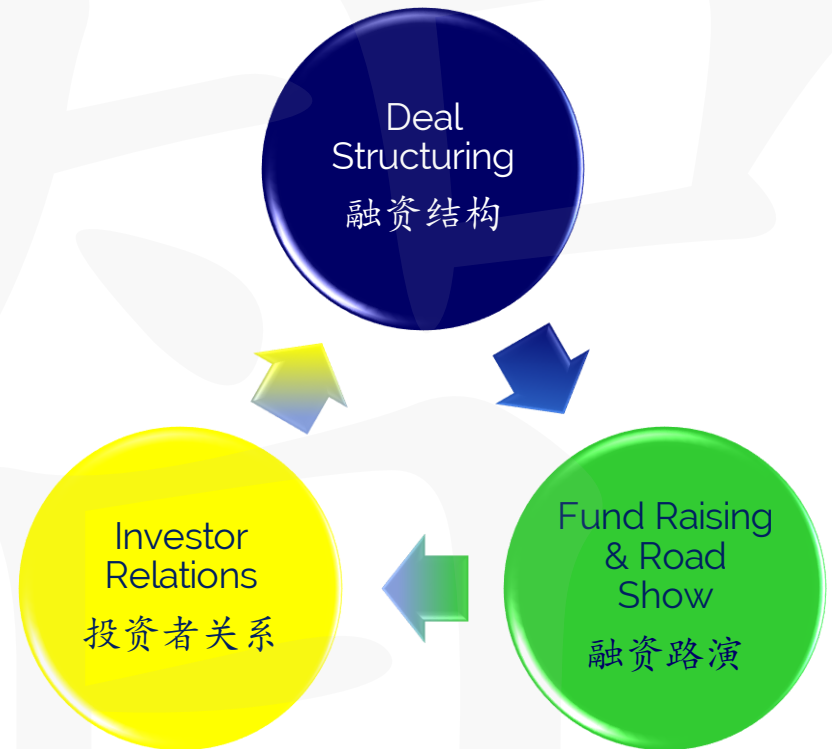 Deal
Structuring
融资结构
Fund Raising
& Road
Show
融资路演
Investor
Relations
投资者关系